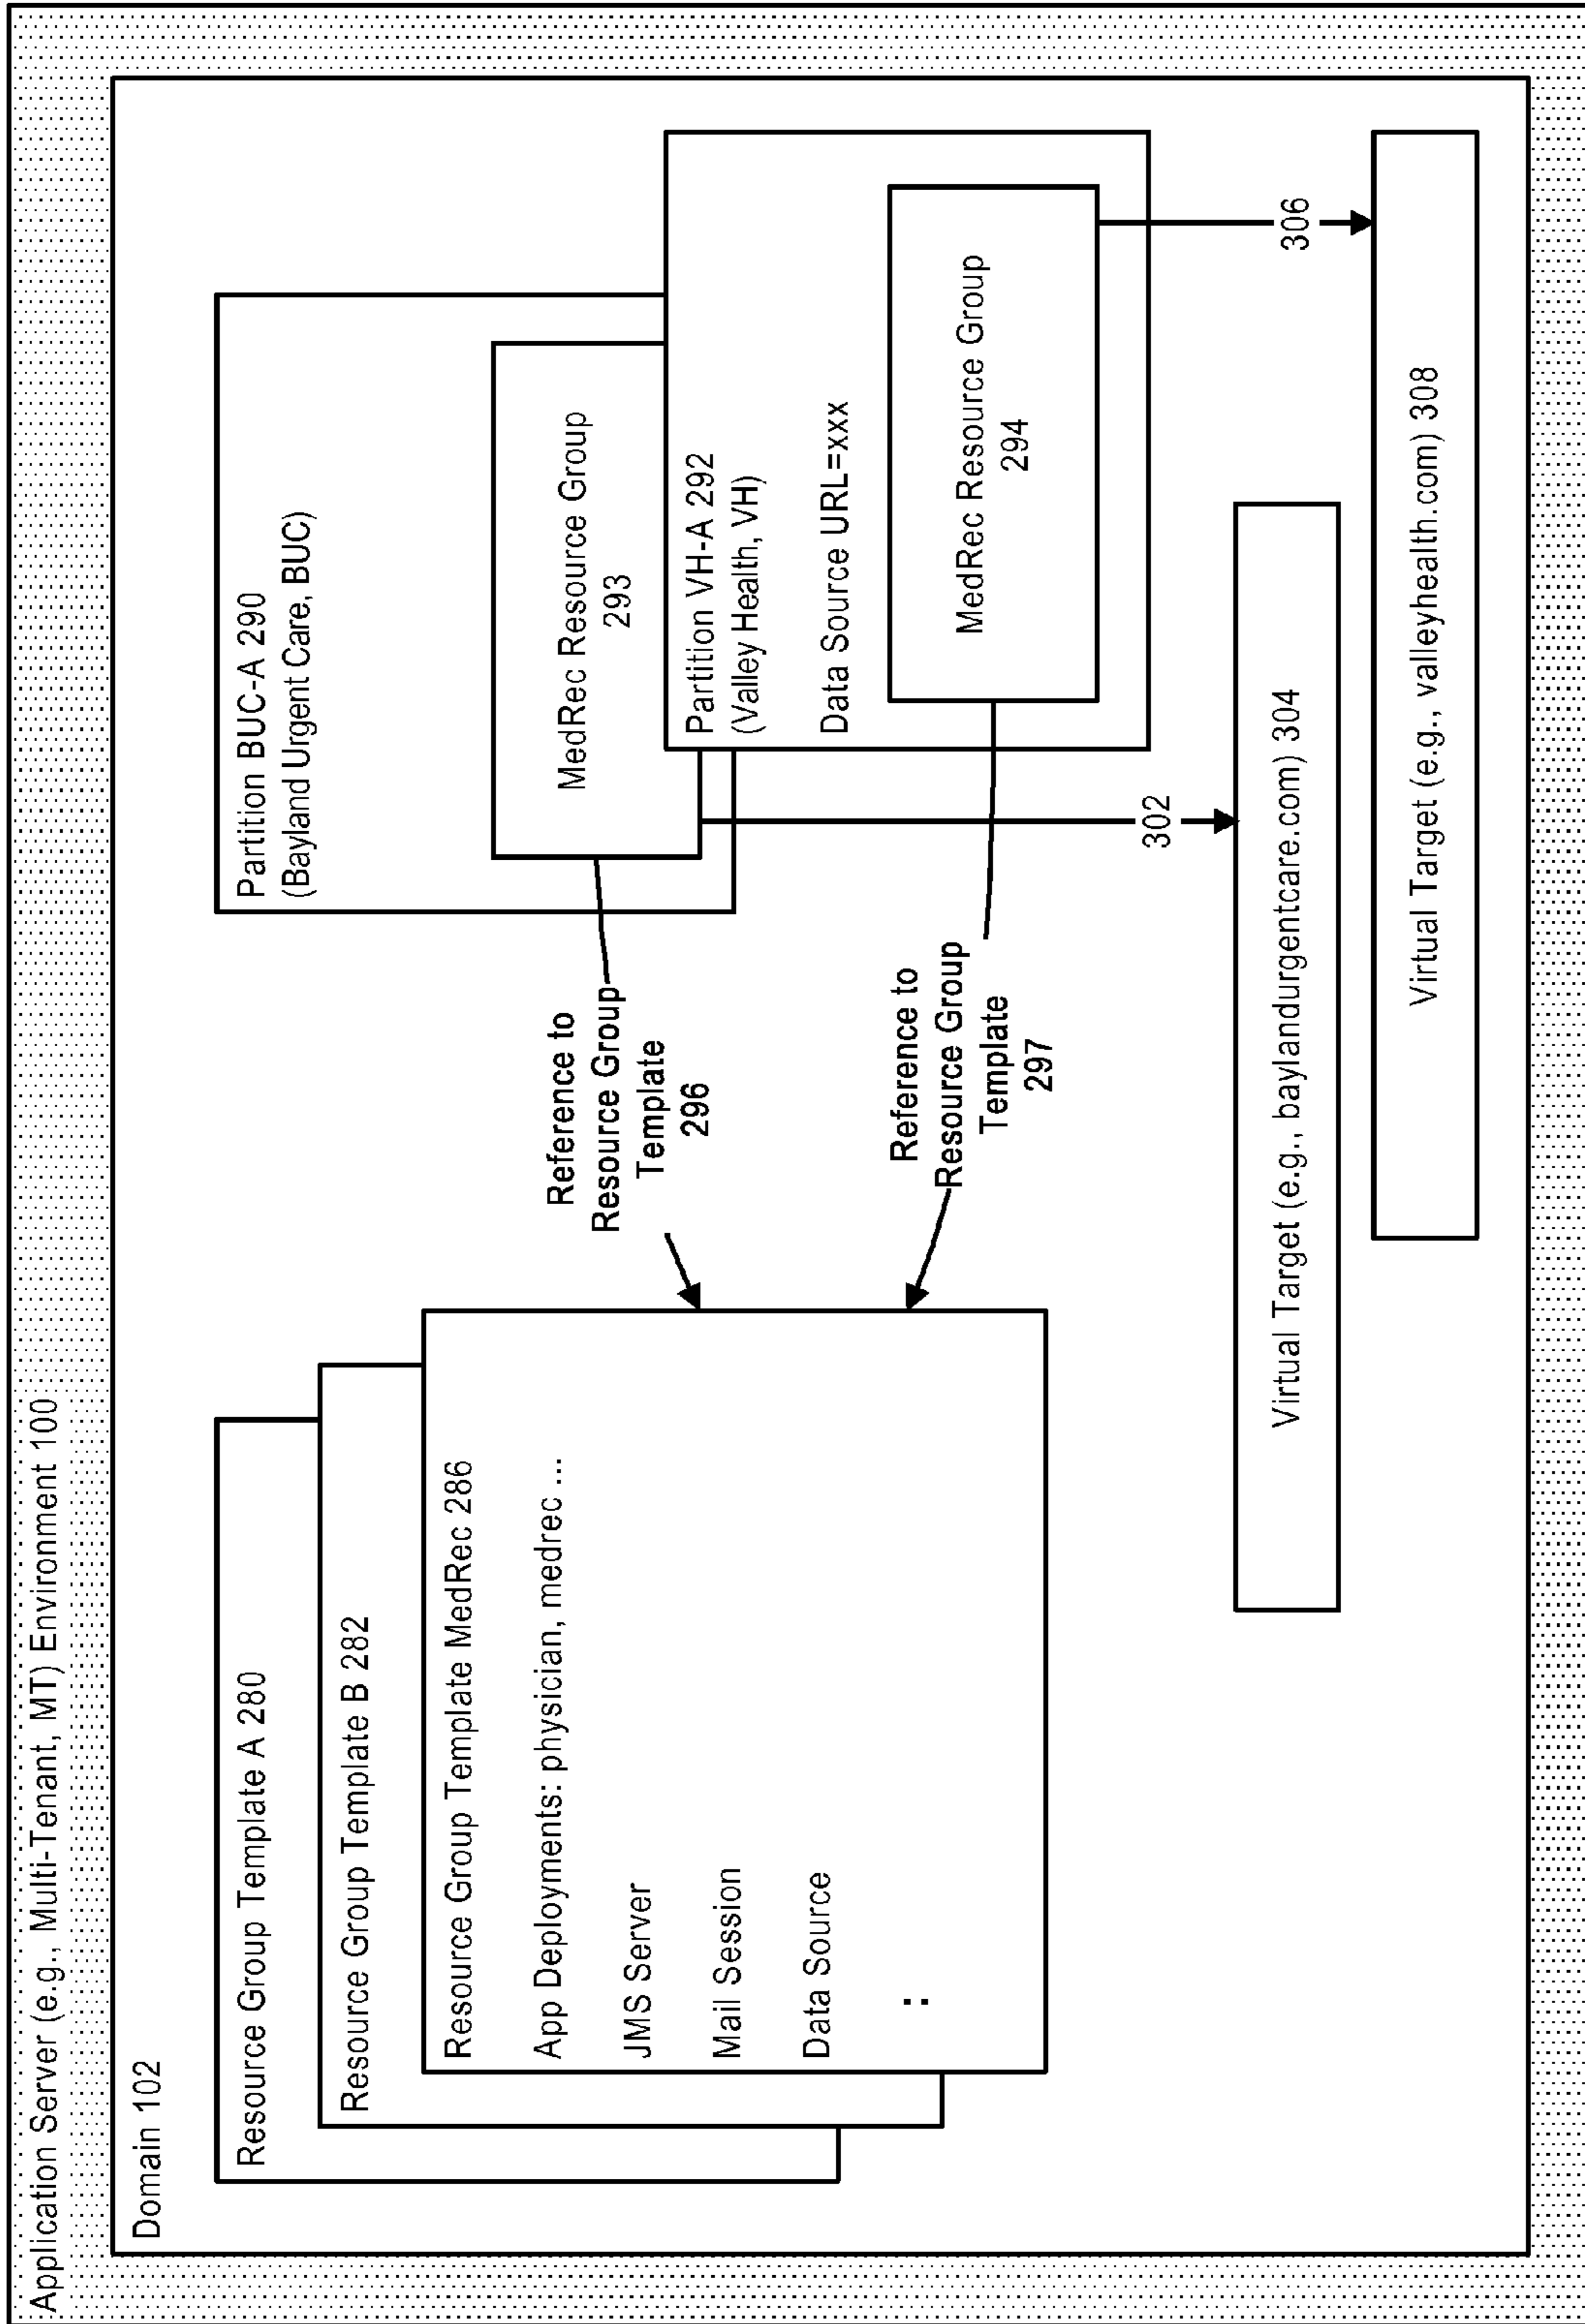 Application Server (e.g., Multi-Tenant, MT) Environment 100
Domain 102
Resource Group Template A 280
Resource Group Template B 282
Resource Group Template MedRec 286
App Deployments: physician, medrec ...
JMS Server
Mail Session
Data Source
:
Reference to
Resource Group
Template
296
Reference to
Resource Group
Template
297
Partition BUC-A 290
(Bayland Urgent Care, BUC)
MedRec Resource Group
293
Partition VH-A 292
(Valley Health, VH)
Data Source URL=xxx
MedRec Resource Group
294
302
306
Virtual Target (e.g., baylandurgentcare.com) 304
Virtual Target (e.g., valleyhealth.com) 308